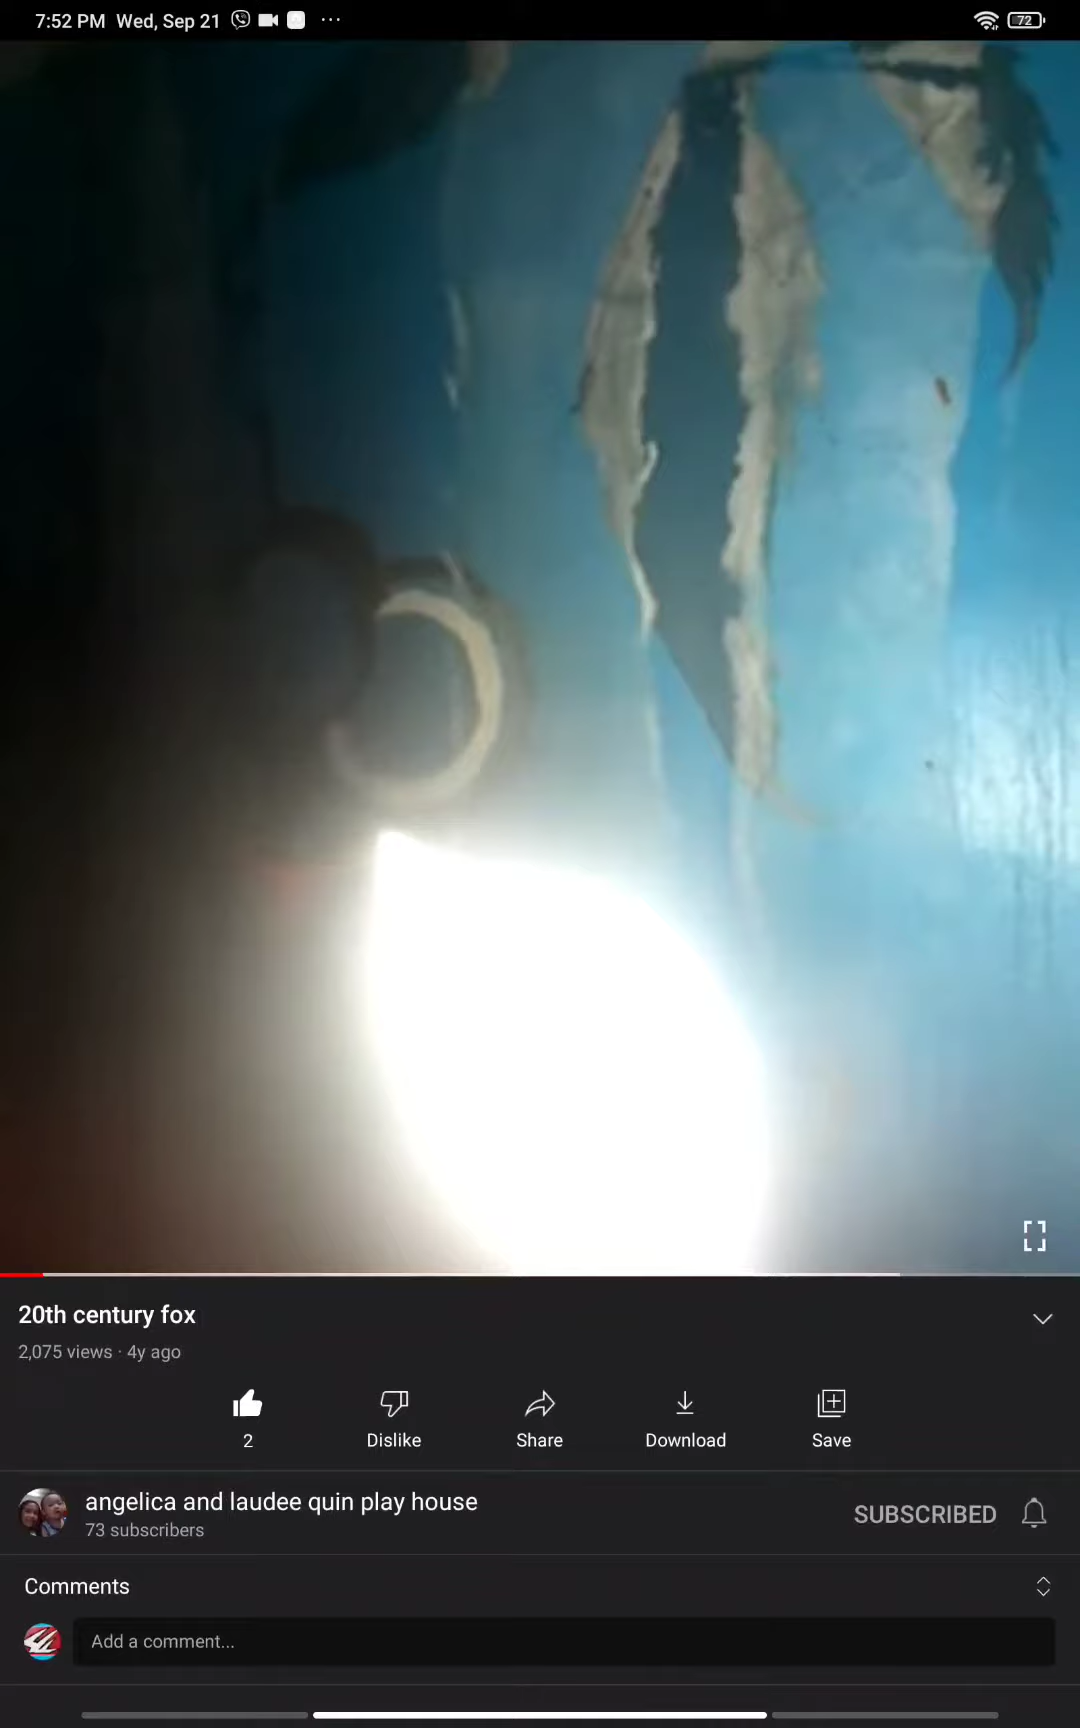 7:52 PM Wed, Sep 21 ... 72
20th century fox
2,075 views · 4y ago
2 Dislike Share Download Save
angelica and laudee quin play house
73 subscribers
SUBSCRIBED
Comments
Add a comment...